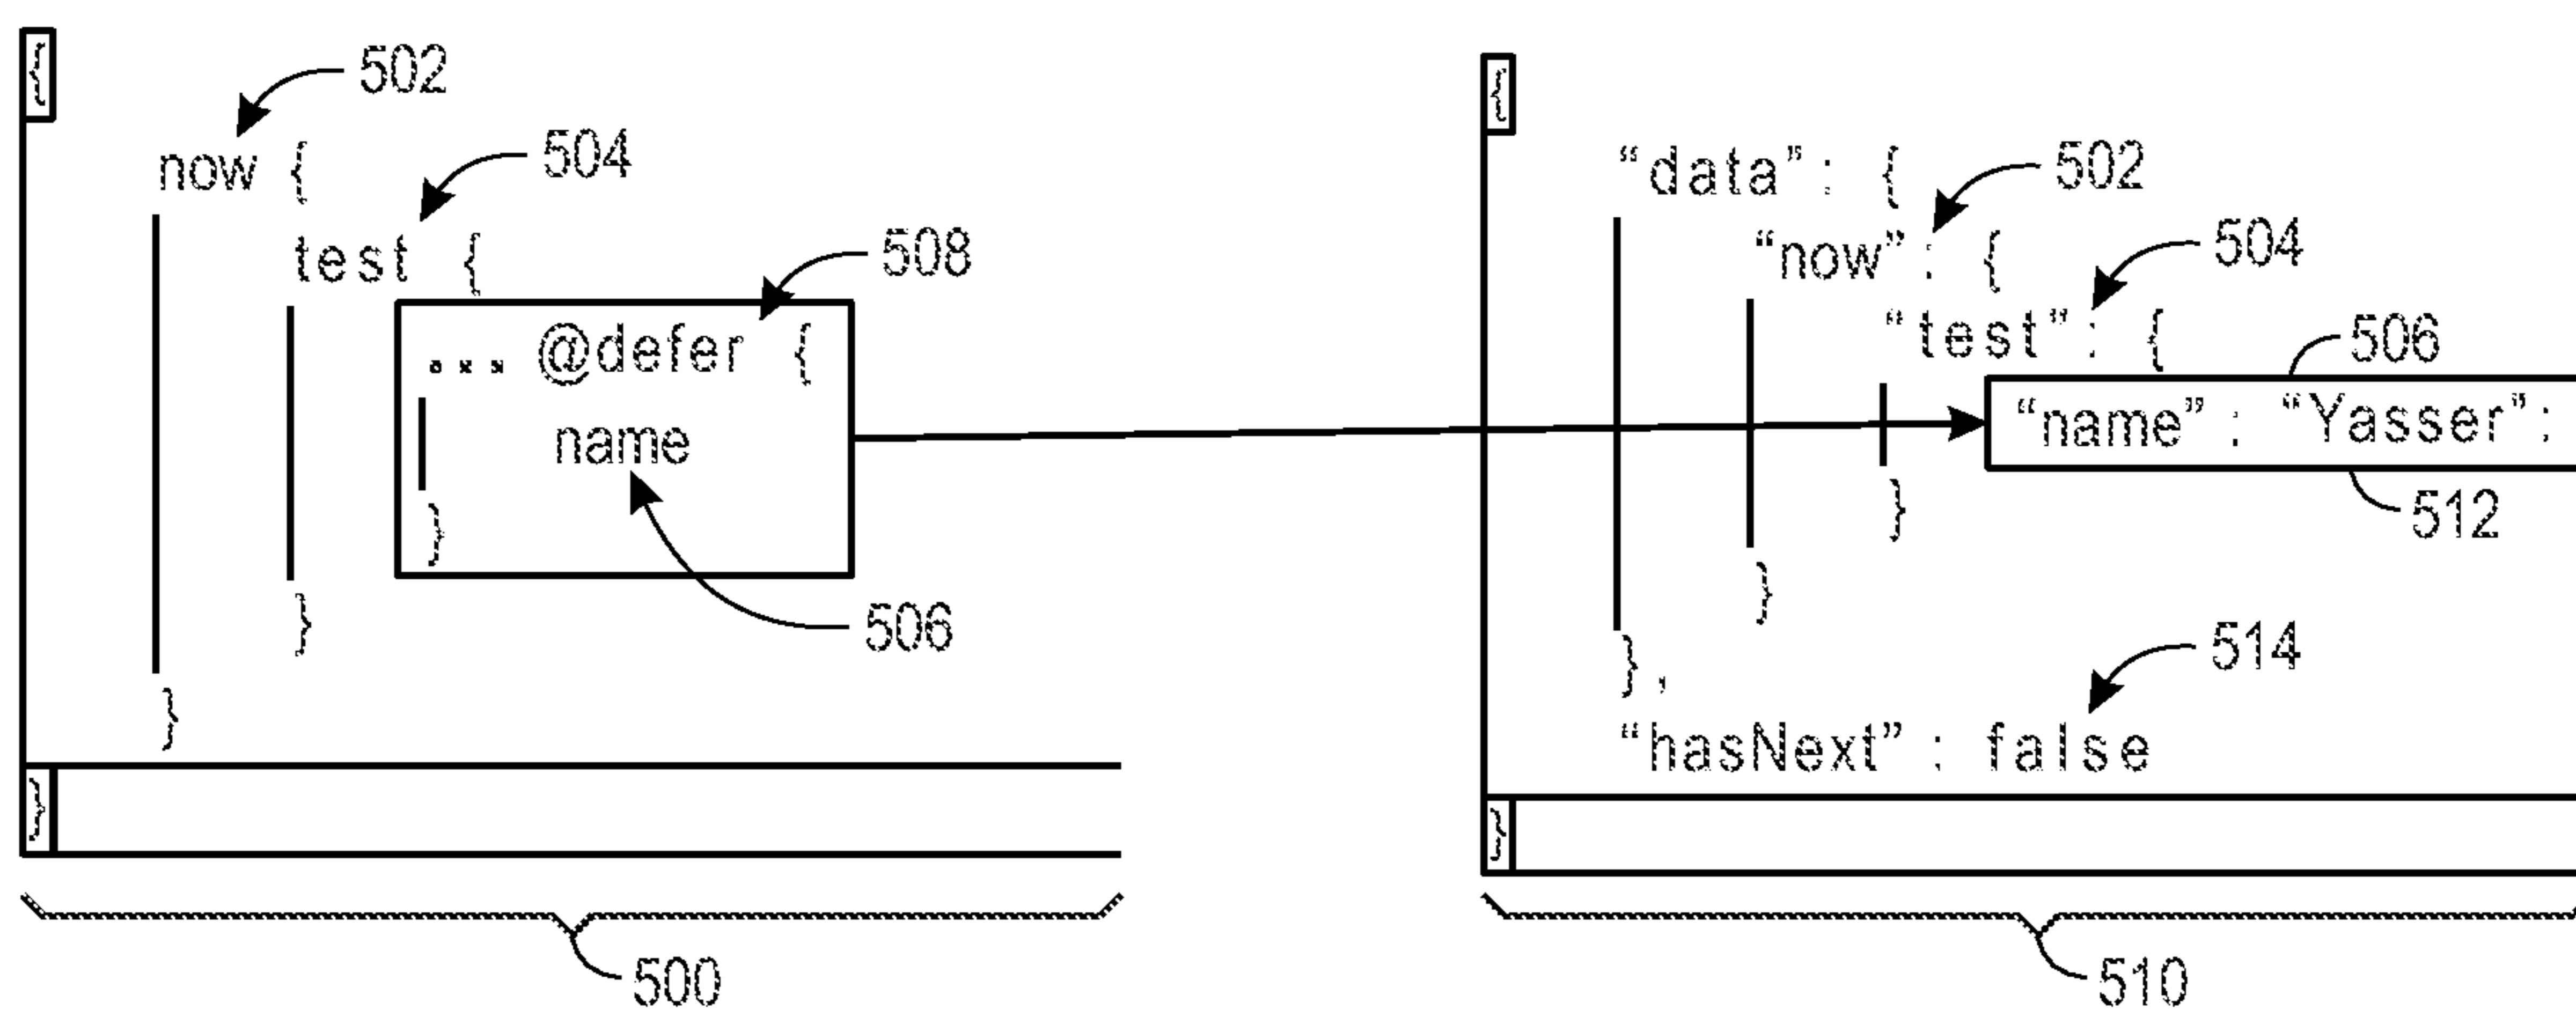 {
502
now {
504
test {
508
... @defer {
name
}
506
}
}
}
500
{
"data": {
502
"now": {
504
"test": {
506
“name”: “Yasser”:
512
}
}
514
},
“hasNext”: false
}
510